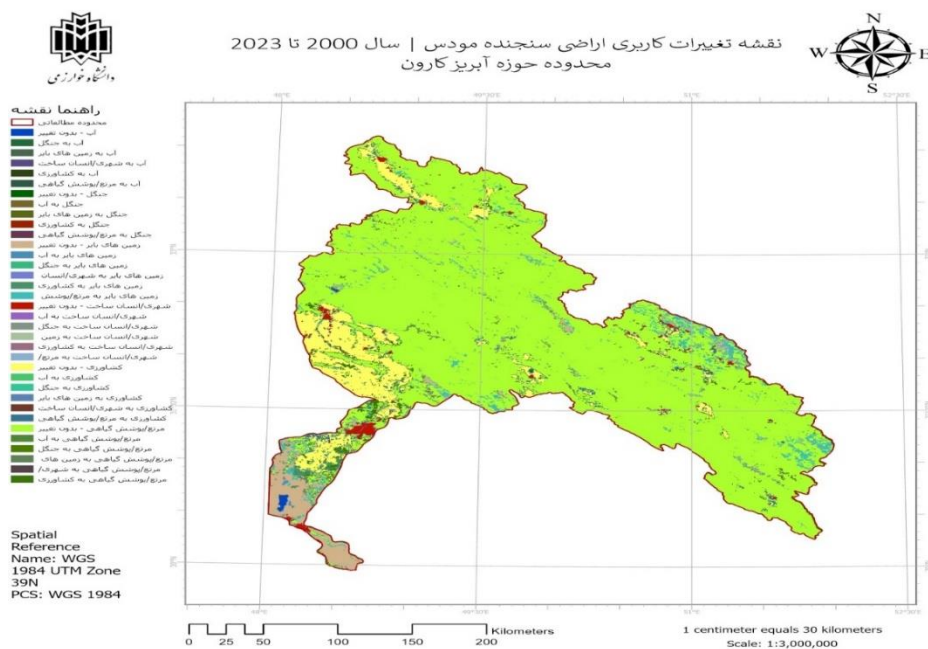 دانشگاه خوارزمی
نقشه تغییرات کاربری اراضی سنجنده مودس | سال 2000 تا 2023
محدوده حوزه آبریز کارون
N
W E
S
راهنما نقشه
محدوده مطالعاتی
آب - بدون تغییر
آب به جنگل
آب به زمین های بایر
آب به شهری/انسان ساخت
آب به کشاورزی
آب به مرتع/پوشش گیاهی
جنگل - بدون تغییر
جنگل به آب
جنگل به زمین های بایر
جنگل به کشاورزی
جنگل به مرتع/پوشش گیاهی
زمین های بایر - بدون تغییر
زمین های بایر به آب
زمین های بایر به جنگل
زمین های بایر به شهری/انسان
زمین های بایر به کشاورزی
زمین های بایر به مرتع/پوشش
شهری/انسان ساخت - بدون تغییر
شهری/انسان ساخت به آب
شهری/انسان ساخت به جنگل
شهری/انسان ساخت به زمین
شهری/انسان ساخت به کشاورزی
شهری/انسان ساخت به مرتع/
کشاورزی - بدون تغییر
کشاورزی به آب
کشاورزی به جنگل
کشاورزی به زمین های بایر
کشاورزی به شهری/انسان ساخت
کشاورزی به مرتع/پوشش گیاهی
مرتع/پوشش گیاهی - بدون تغییر
مرتع/پوشش گیاهی به آب
مرتع/پوشش گیاهی به جنگل
مرتع/پوشش گیاهی به زمین های
مرتع/پوشش گیاهی به شهری/
مرتع/پوشش گیاهی به کشاورزی
Spatial
Reference
Name: WGS
1984 UTM Zone
39N
PCS: WGS 1984
Kilometers
0 25 50 100 150 200
1 centimeter equals 30 kilometers
Scale: 1:3,000,000